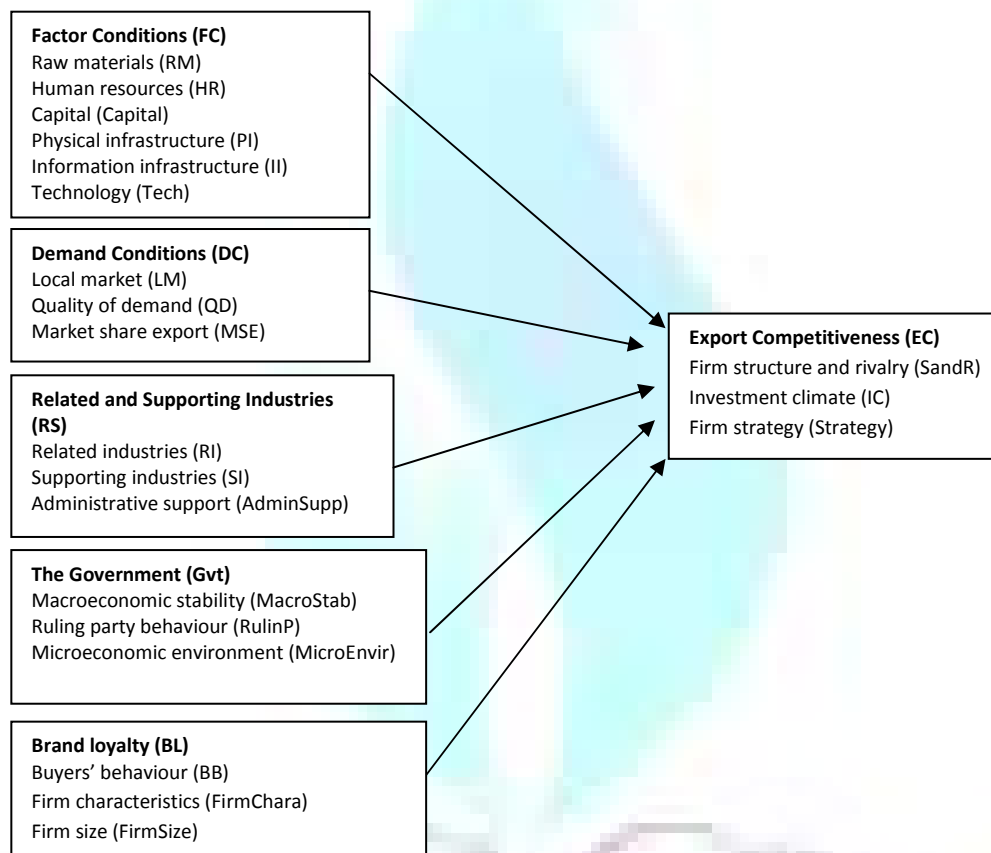 Factor Conditions (FC)
Raw materials (RM)
Human resources (HR)
Capital (Capital)
Physical infrastructure (PI)
Information infrastructure (II)
Technology (Tech)
Demand Conditions (DC)
Local market (LM)
Quality of demand (QD)
Market share export (MSE)
Related and Supporting Industries
(RS)
Related industries (RI)
Supporting industries (SI)
Administrative support (AdminSupp)
The Government (Gvt)
Macroeconomic stability (MacroStab)
Ruling party behaviour (RulinP)
Microeconomic environment (MicroEnvir)
Brand loyalty (BL)
Buyers’ behaviour (BB)
Firm characteristics (FirmChara)
Firm size (FirmSize)
Export Competitiveness (EC)
Firm structure and rivalry (SandR)
Investment climate (IC)
Firm strategy (Strategy)